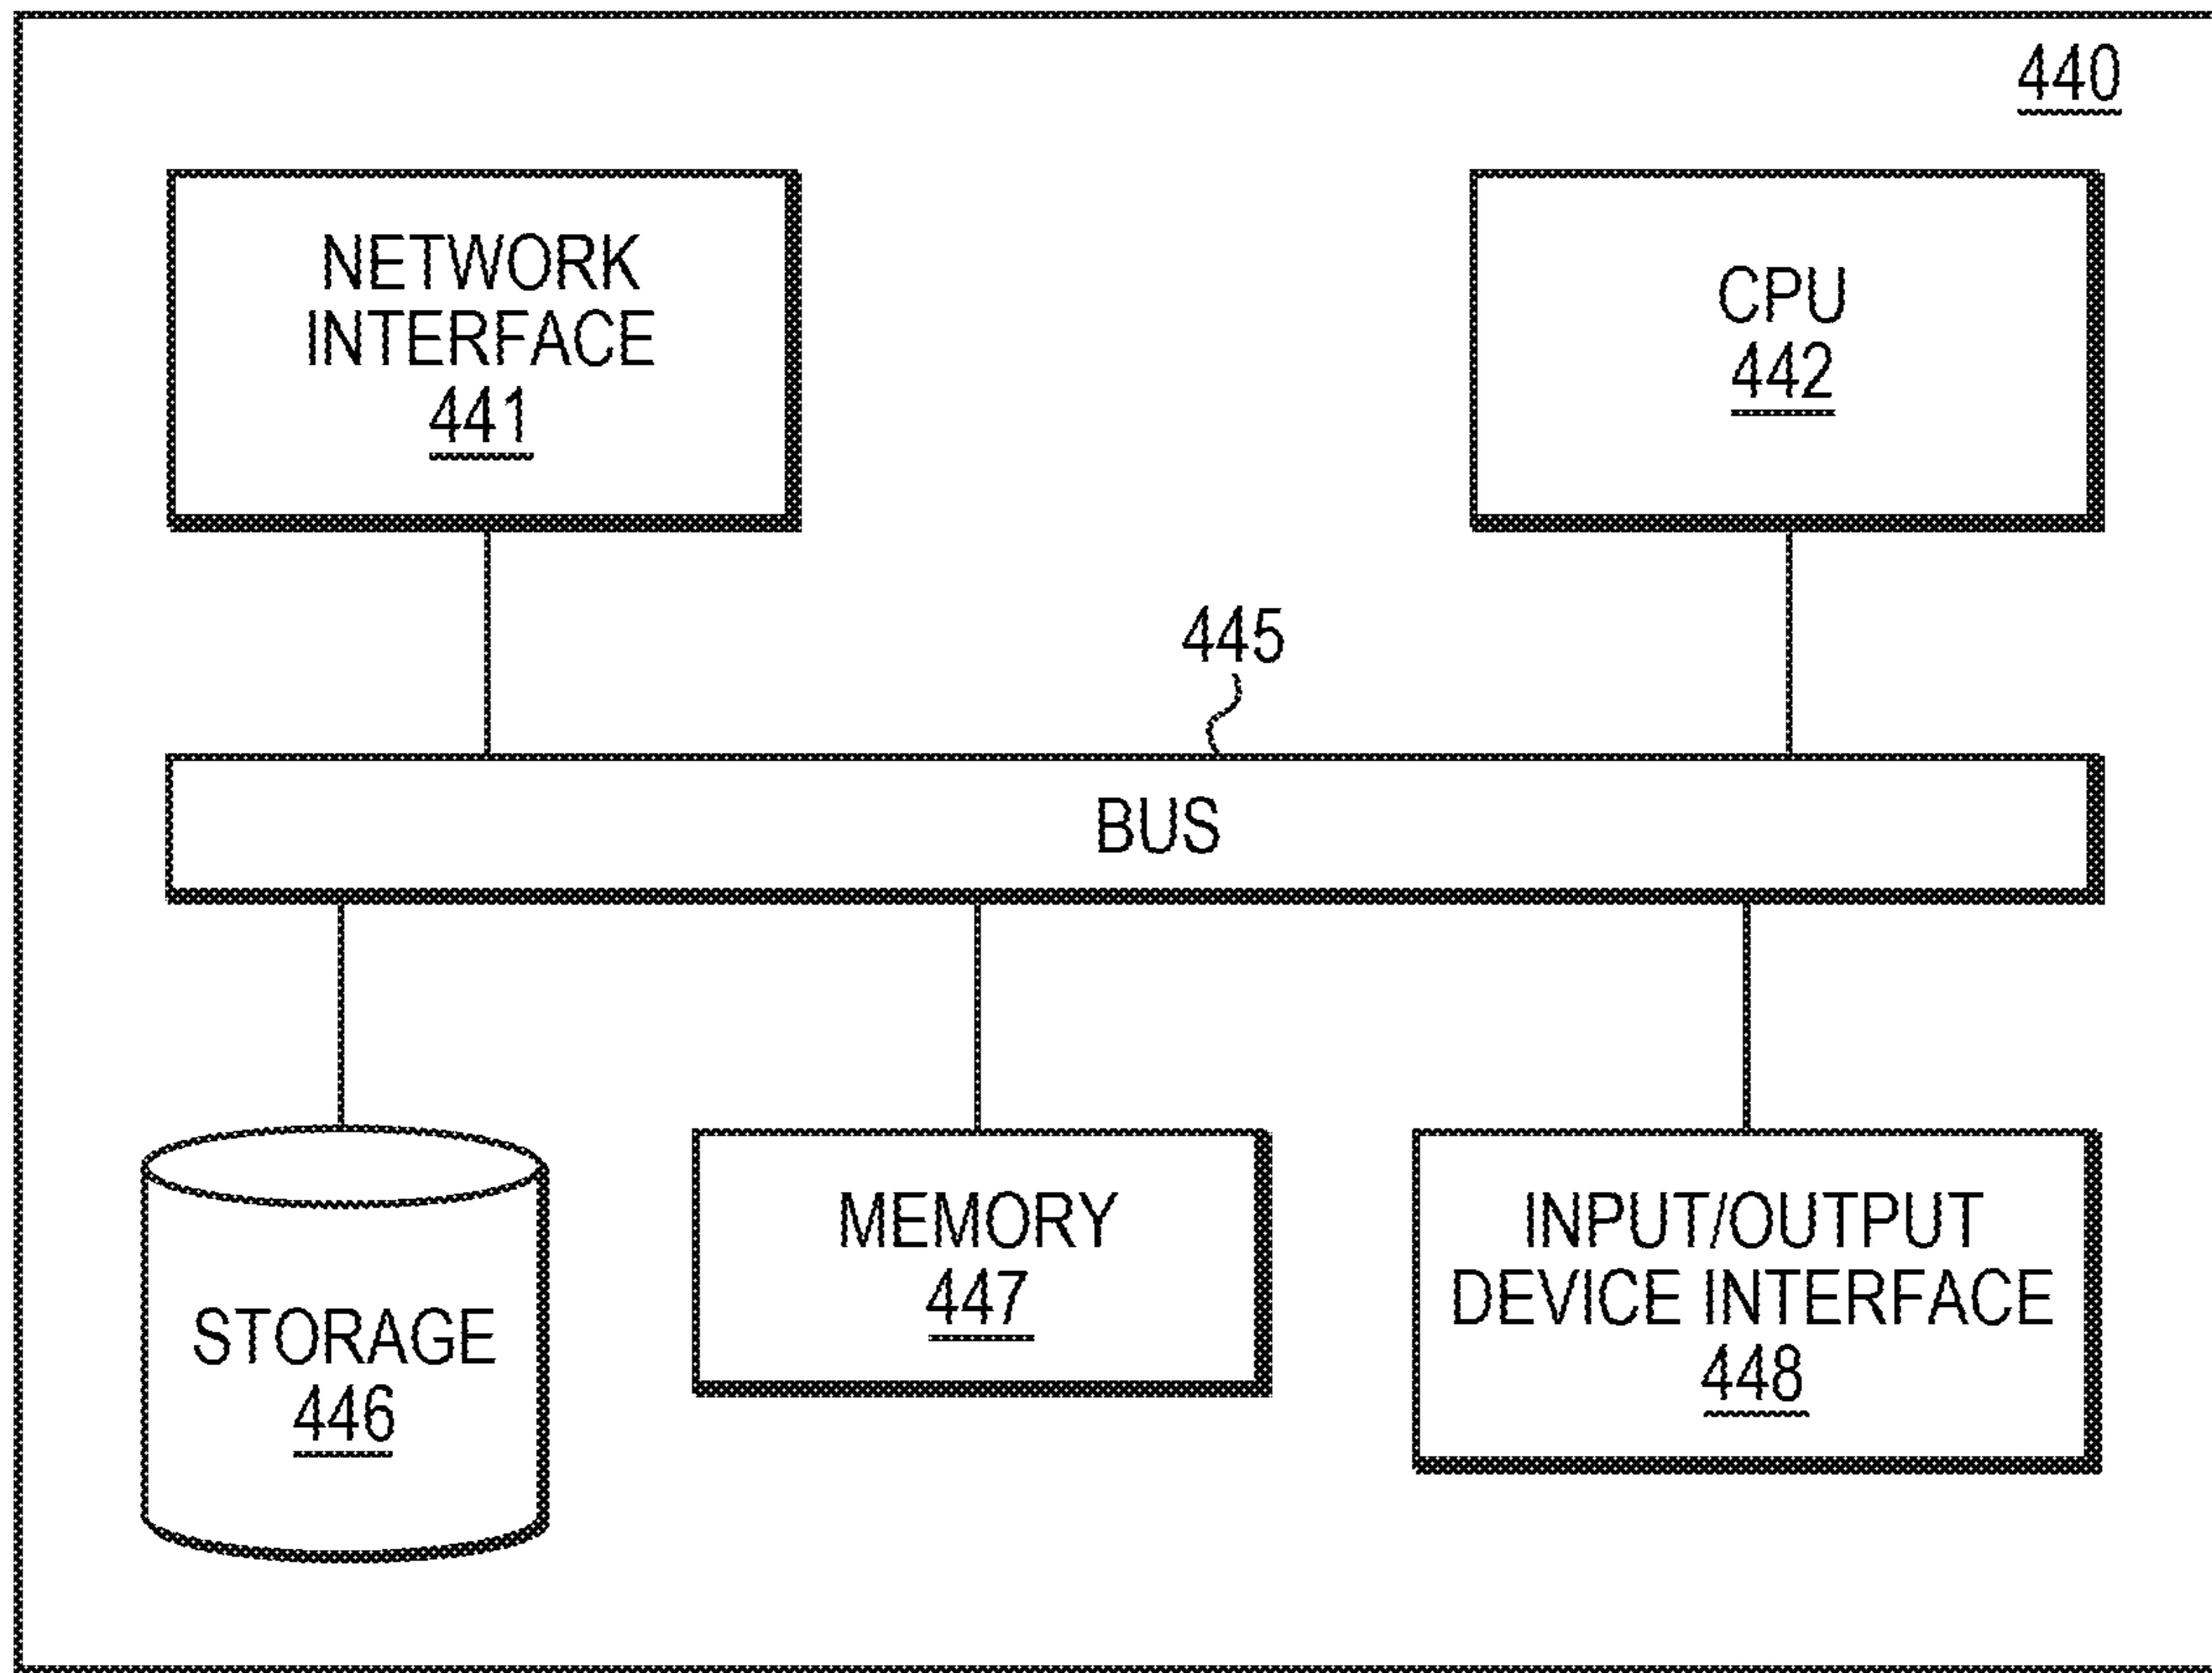 440
NETWORK
INTERFACE
441
CPU
442
445
BUS
STORAGE
446
MEMORY
447
INPUT/OUTPUT
DEVICE INTERFACE
448